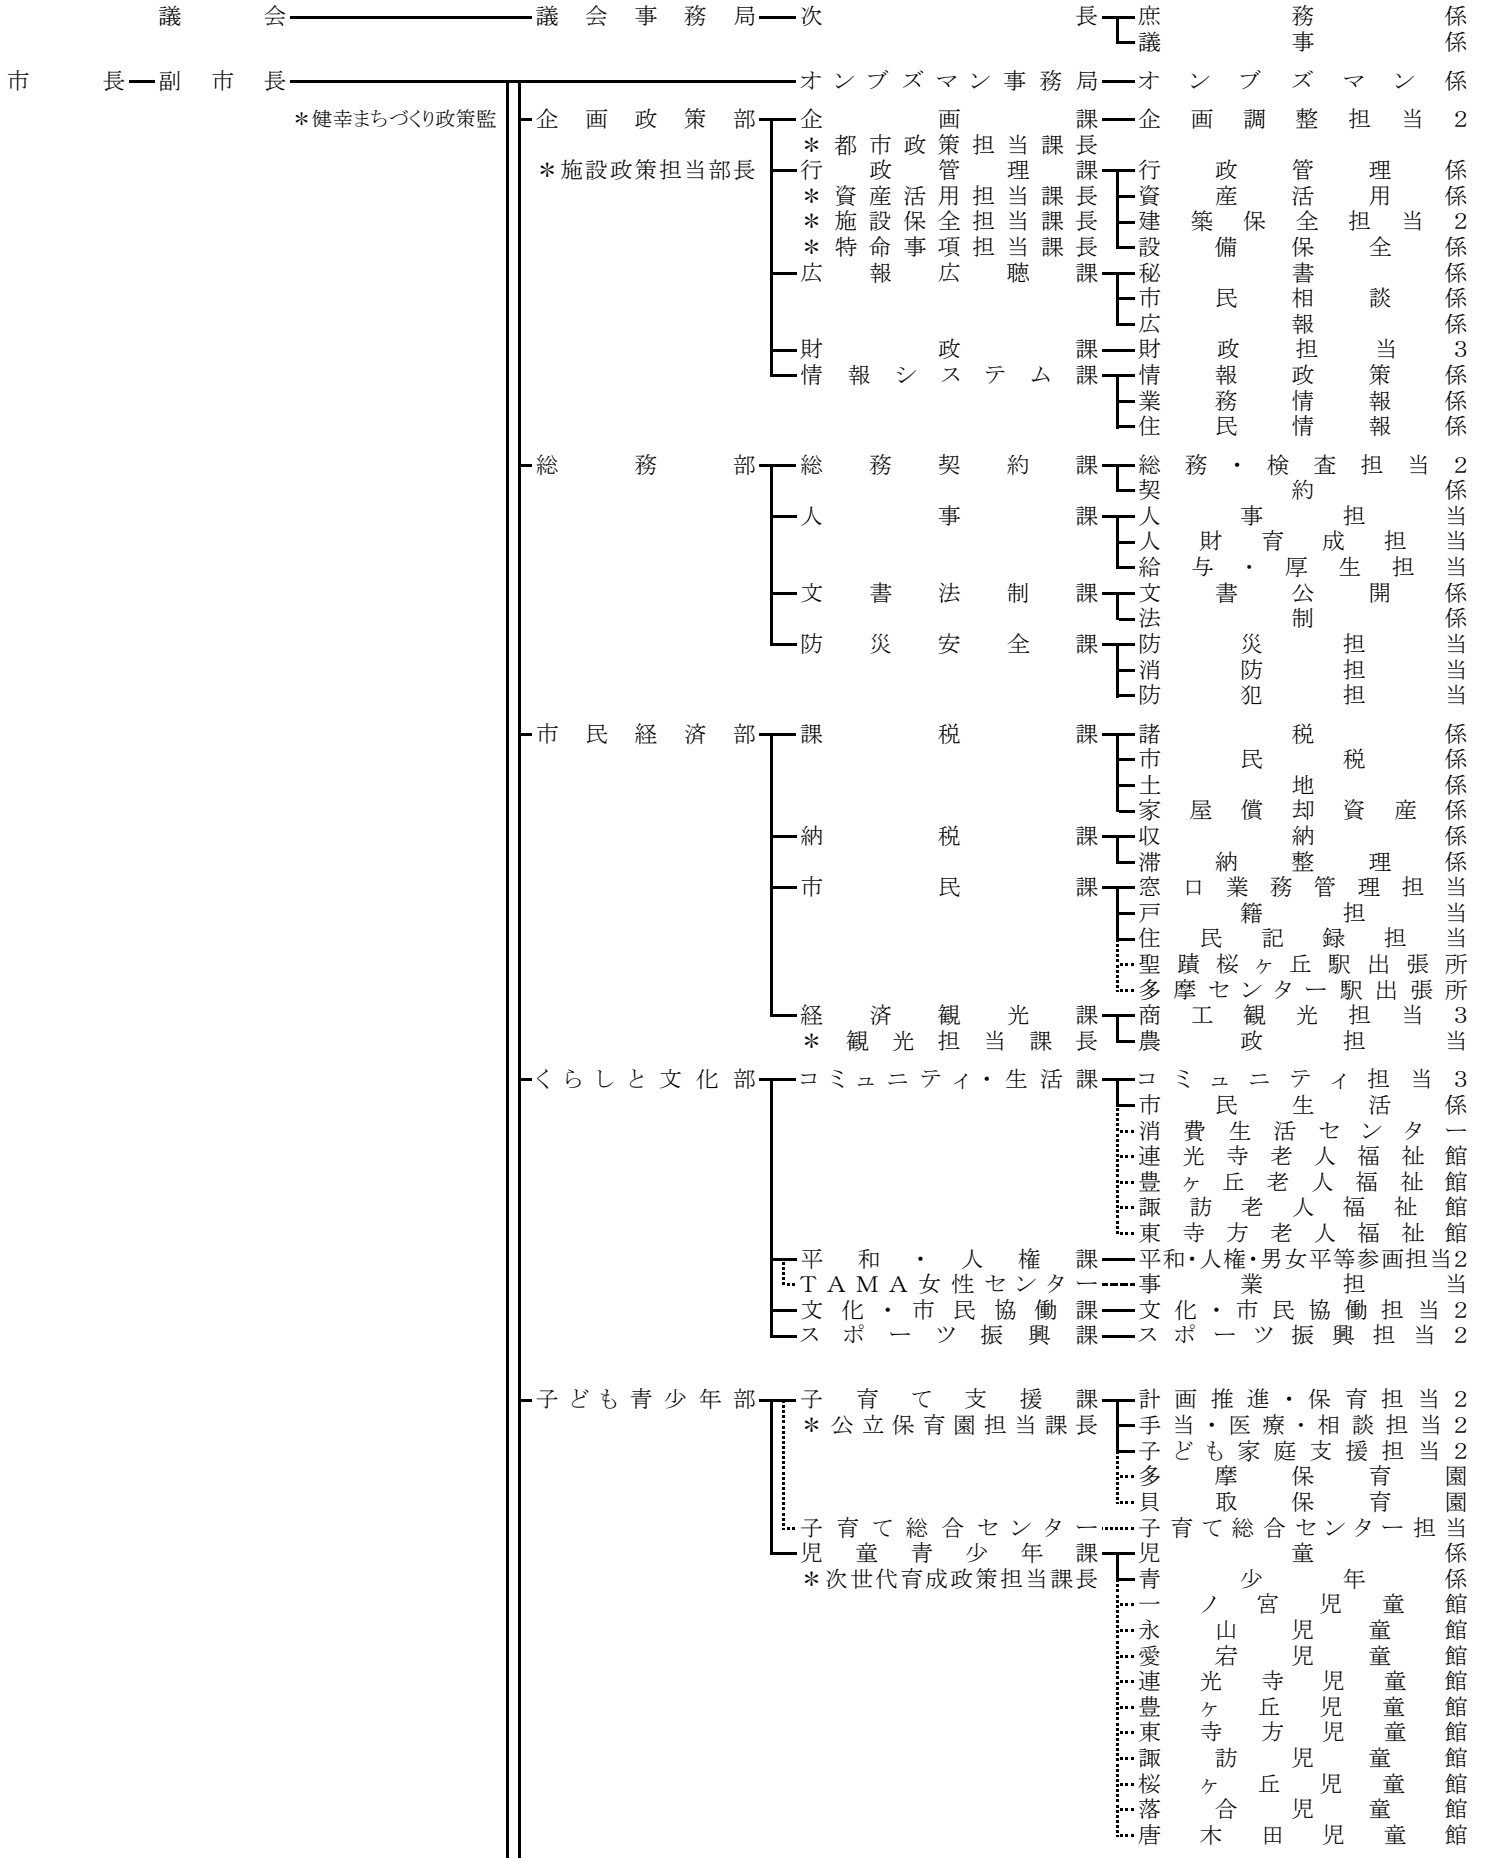 議会 議会事務局 次長 庶務係
議事係
市長 副市長 オンブズマン事務局 オンブズマン係
＊健幸まちづくり政策監 企画政策部 企画課 企画調整担当2
＊都市政策担当課長
＊施設政策担当部長 行政管理課 行政管理係
＊資産活用担当課長 資産活用係
＊施設保全担当課長 建築保全担当2
＊特命事項担当課長 設備保全係
広報広聴課 秘書係
市民相談係
広報係
財政課 財政担当3
情報システム課 情報政策係
業務情報係
住民情報係
総務部 総務契約課 総務・検査担当2
契約係
人事課 人事担当
人財育成担当
給与・厚生担当
文書法制課 文書公開係
法制係
防災安全課 防災担当
消防担当
防犯担当
市民経済部 課税課 諸税係
市民税係
土地係
家屋償却資産係
納税課 収納係
滞納整理係
市民課 窓口業務管理担当
戸籍担当
住民記録担当
聖蹟桜ヶ丘駅出張所
多摩センター駅出張所
経済観光課 商工観光担当3
＊観光担当課長 農政担当
くらしと文化部 コミュニティ・生活課 コミュニティ担当3
市民生活係
消費生活センター
連光寺老人福祉館
豊ヶ丘老人福祉館
諏訪老人福祉館
東寺方老人福祉館
平和・人権課 平和・人権・男女平等参画担当2
TAMA女性センター 事業担当
文化・市民協働課 文化・市民協働担当2
スポーツ振興課 スポーツ振興担当2
子ども青少年部 子育て支援課 計画推進・保育担当2
＊公立保育園担当課長 手当・医療・相談担当2
子ども家庭支援担当2
多摩保育園
貝取保育園
子育て総合センター 子育て総合センター担当
児童青少年課 児童係
＊次世代育成政策担当課長 青少年係
一ノ宮児童館
永山児童館
愛宕児童館
連光寺児童館
豊ヶ丘児童館
東寺方児童館
諏訪児童館
桜ヶ丘児童館
落合児童館
唐木田児童館